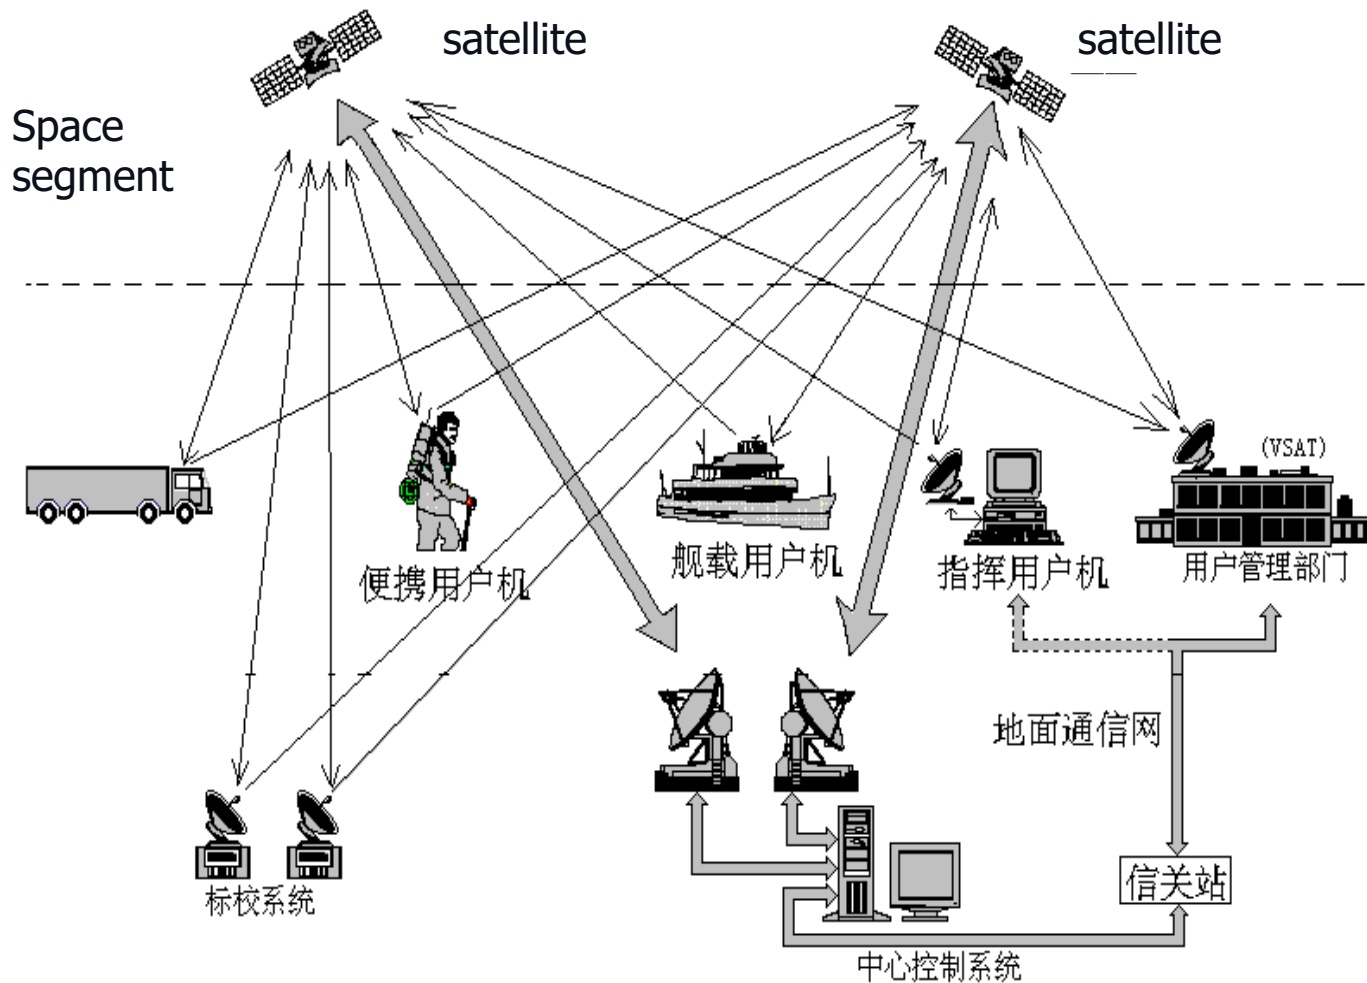 satellite
satellite
Space
segment
(VSAT)
便携用户机
舰载用户机
指挥用户机
用户管理部门
地面通信网
标校系统
信关站
中心控制系统